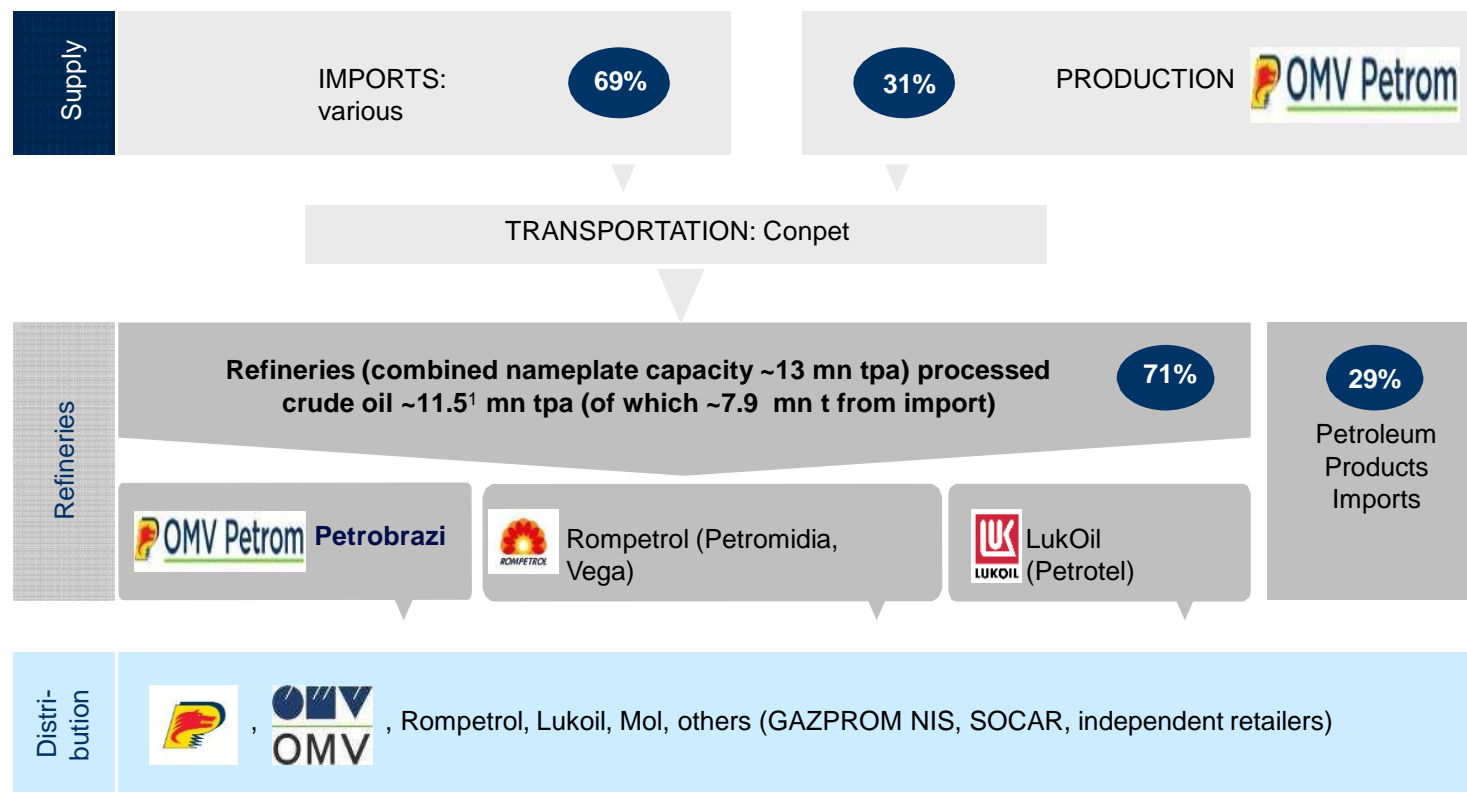 Supply
IMPORTS:
various
69%
31%
PRODUCTION
OMV Petrom
TRANSPORTATION: Conpet
Refineries
Refineries (combined nameplate capacity ~13 mn tpa) processed
crude oil ~11.5¹ mn tpa (of which ~7.9 mn t from import)
71%
29%
Petroleum
Products
Imports
OMV Petrom Petrobrazi
ROMPETROL
Rompetrol (Petromidia,
Vega)
LUK
LUKOIL
LukOil
(Petrotel)
Distri-
bution
,
OMV
OMV
, Rompetrol, Lukoil, Mol, others (GAZPROM NIS, SOCAR, independent retailers)